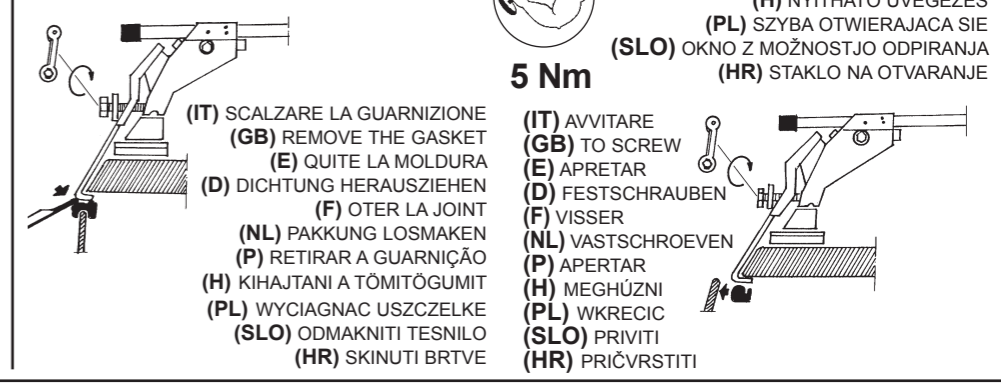 (H) NYITHATÓ ÜVEGEZÉS
(PL) SZYBA OTWIERAJACA SIE
(SLO) OKNO Z MOŽNOSTJO ODPIRANJA
(HR) STAKLO NA OTVARANJE
5 Nm
(IT) SCALZARE LA GUARNIZIONE
(GB) REMOVE THE GASKET
(E) QUITE LA MOLDURA
(D) DICHTUNG HERAUSZIEHEN
(F) OTER LA JOINT
(NL) PAKKUNG LOSMAKEN
(P) RETIRAR A GUARNIÇÃO
(H) KIHAJTANI A TÖMITÖGUMIT
(PL) WYCIAGNAC USZCZELKE
(SLO) ODMAKNITI TESNILO
(HR) SKINUTI BRTVE
(IT) AVVITARE
(GB) TO SCREW
(E) APRETAR
(D) FESTSCHRAUBEN
(F) VISSER
(NL) VASTSCHROEVEN
(P) APERTAR
(H) MEGHÚZNI
(PL) WKRECIC
(SLO) PRIVITI
(HR) PRIČVRSTITI